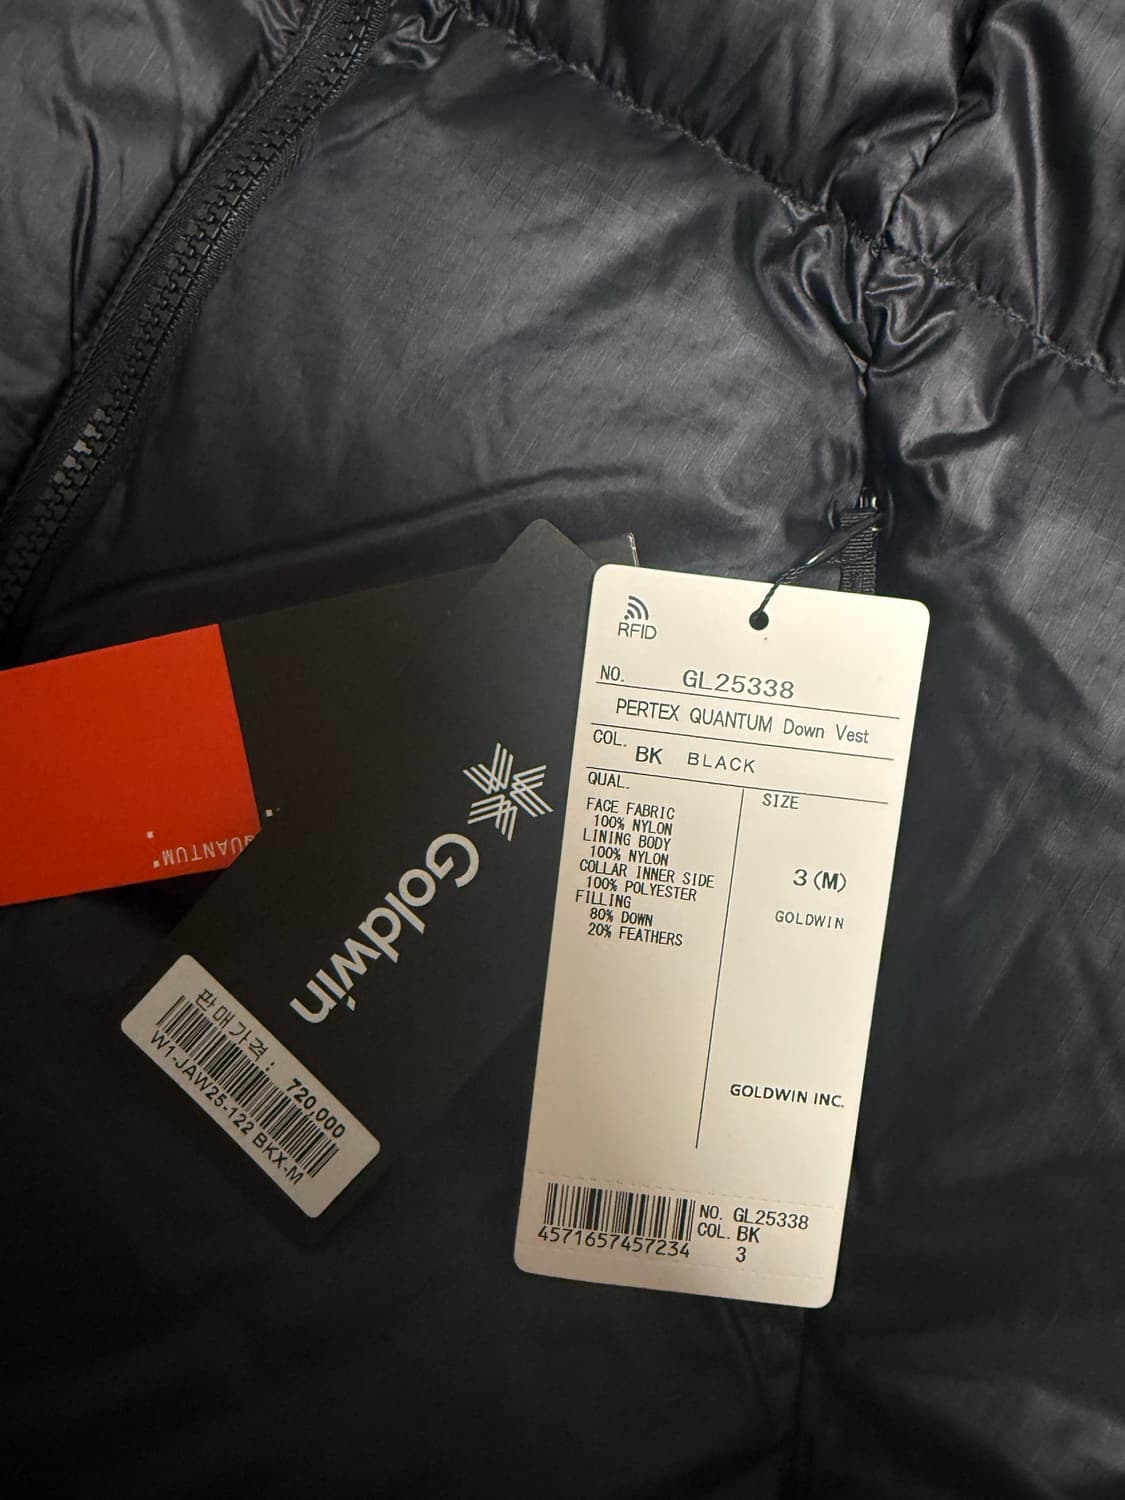 RFID
NO. GL25338
PERTEX QUANTUM Down Vest
COL. BK BLACK
QUAL.
FACE FABRIC
100% NYLON
LINING BODY
100% NYLON
COLLAR INNER SIDE
100% POLYESTER
FILLING
80% DOWN
20% FEATHERS
SIZE
3(M)
GOLDWIN
GOLDWIN INC.
4571657457234
NO. GL25338
COL. BK
3
Goldwin
판매가격 : 720,000
W1-JAW25-122 BKX-M
QUANTUM